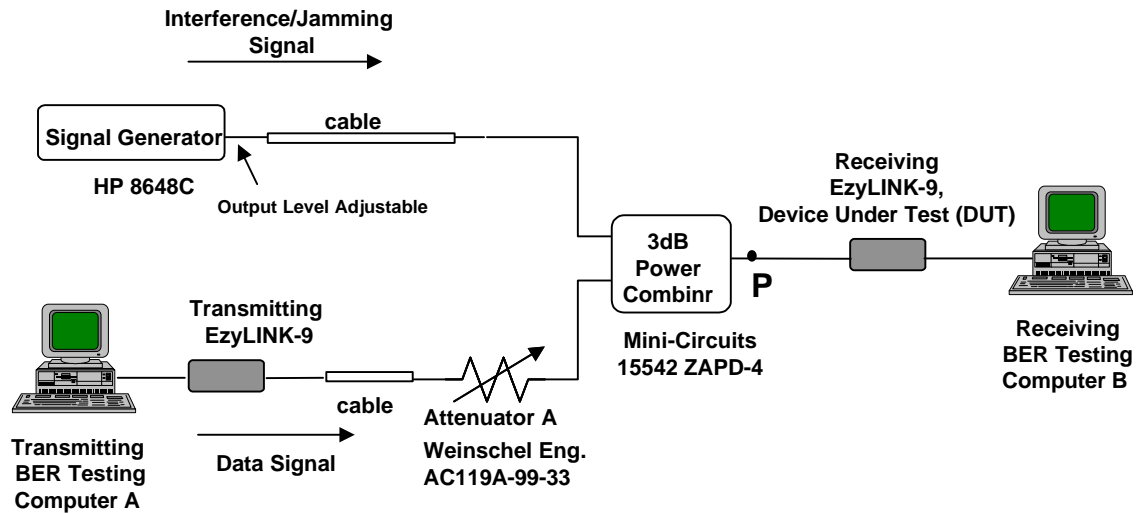 Interference/Jamming
Signal
Signal Generator
cable
HP 8648C
Output Level Adjustable
Receiving
EzyLINK-9,
Device Under Test (DUT)
3dB
Power
Combinr
P
Mini-Circuits
15542 ZAPD-4
Receiving
BER Testing
Computer B
Transmitting
EzyLINK-9
cable
Attenuator A
Weinschel Eng.
AC119A-99-33
Data Signal
Transmitting
BER Testing
Computer A